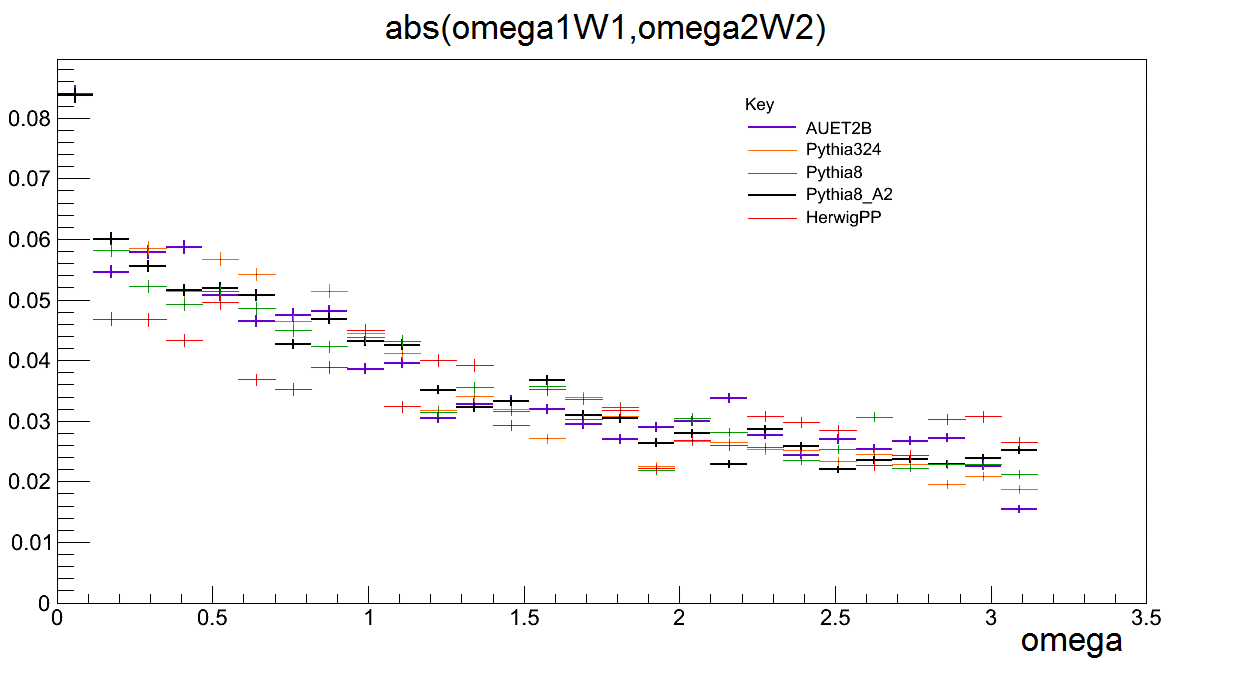 abs(omega1W1,omega2W2)
Key
AUET2B
Pythia324
Pythia8
Pythia8_A2
HerwigPP
0.08
0.07
0.06
0.05
0.04
0.03
0.02
0.01
0
0 0.5 1 1.5 2 2.5 3 3.5
omega